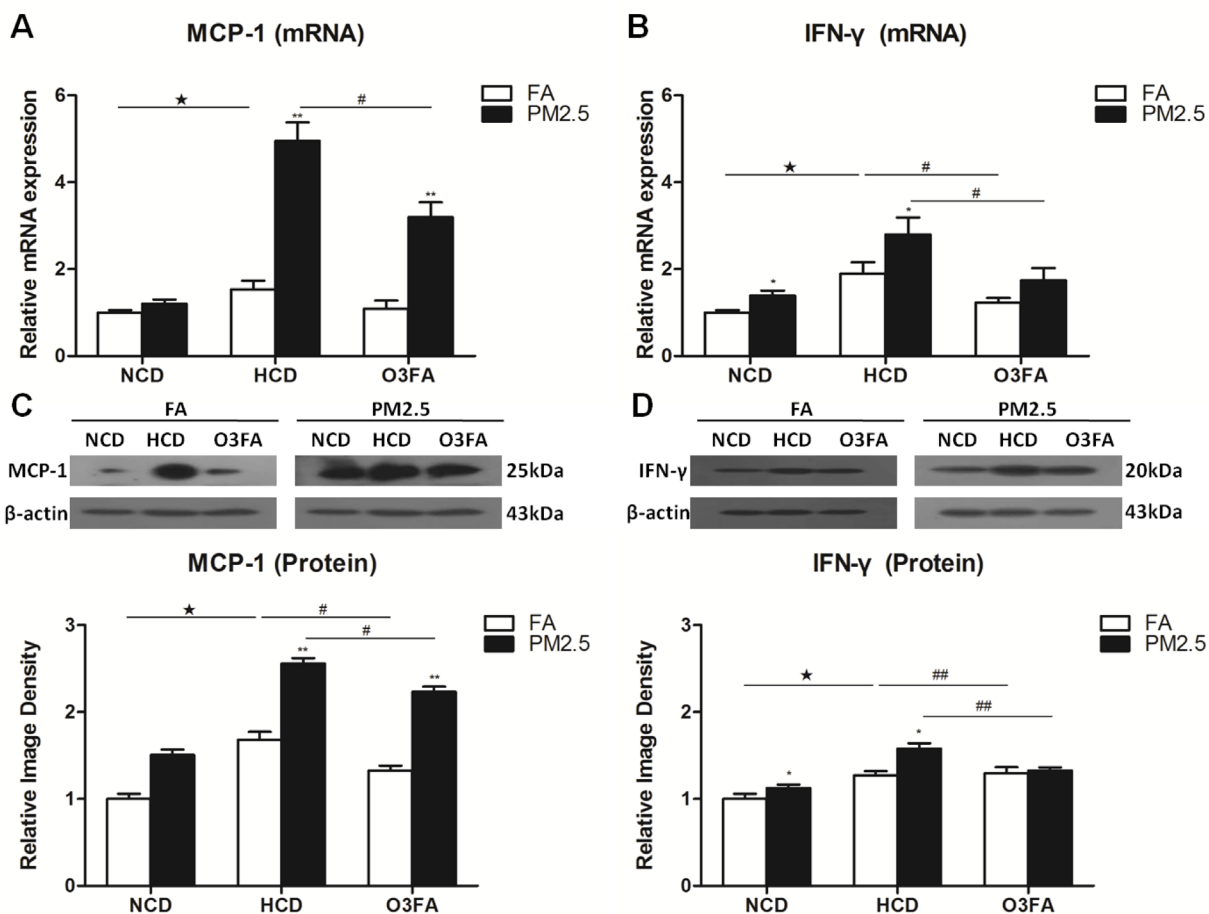 A
MCP-1 (mRNA)
Relative mRNA expression
6
4
2
0
★
#
**
**
FA
PM2.5
NCD
HCD
O3FA
B
IFN-γ (mRNA)
Relative mRNA expression
6
4
2
0
★
#
#
*
*
FA
PM2.5
NCD
HCD
O3FA
C
FA
PM2.5
NCD HCD O3FA
NCD HCD O3FA
MCP-1
25kDa
β-actin
43kDa
MCP-1 (Protein)
Relative Image Density
3
2
1
0
★
#
#
**
**
FA
PM2.5
NCD
HCD
O3FA
D
FA
PM2.5
NCD HCD O3FA
NCD HCD O3FA
IFN-γ
20kDa
β-actin
43kDa
IFN-γ (Protein)
Relative Image Density
3
2
1
0
★
##
##
*
*
FA
PM2.5
NCD
HCD
O3FA